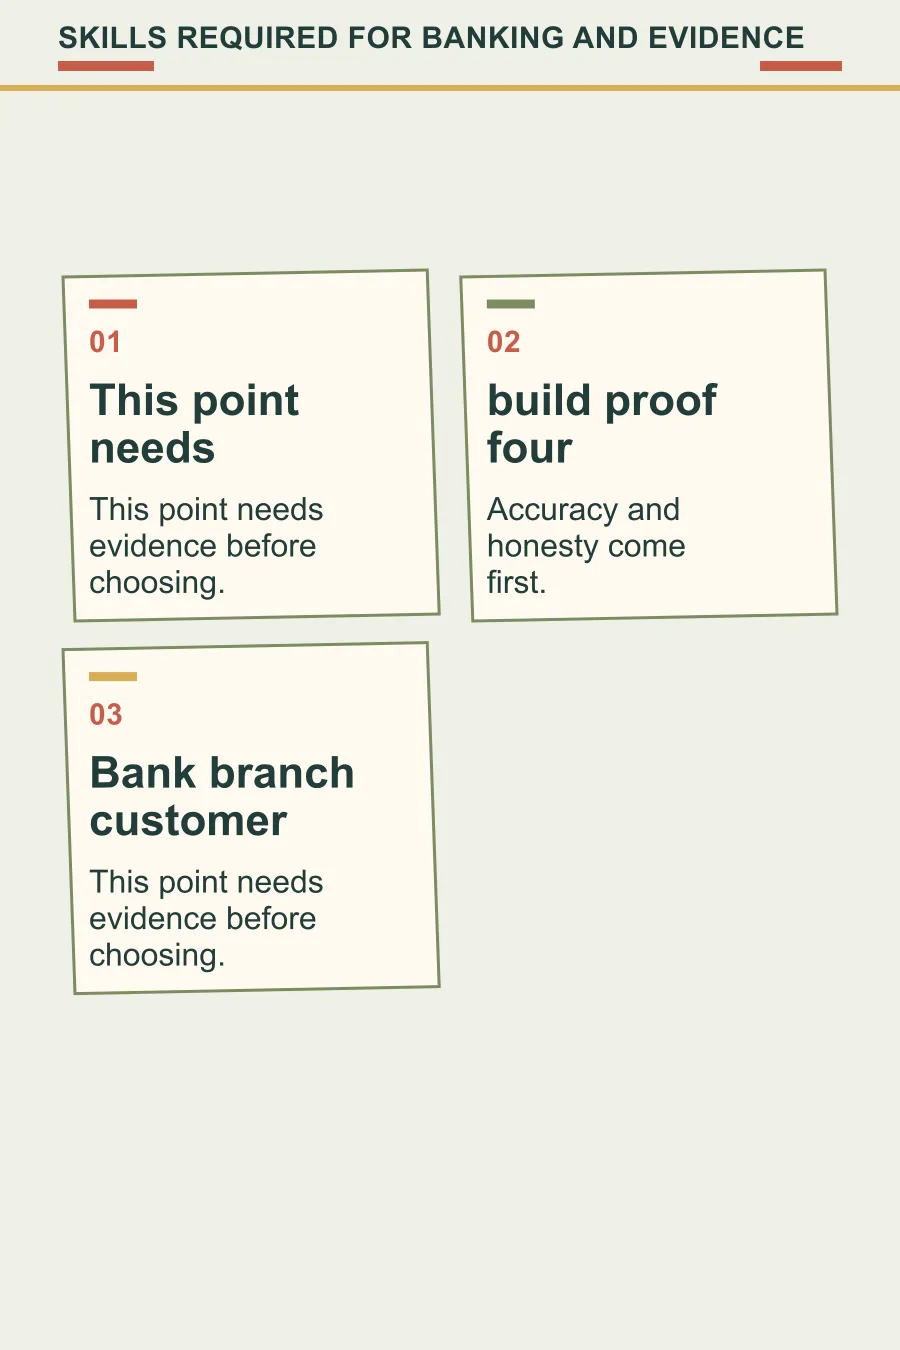 SKILLS REQUIRED FOR BANKING AND EVIDENCE
01
This point
needs
This point needs
evidence before
choosing.
02
build proof
four
Accuracy and
honesty come
first.
03
Bank branch
customer
This point needs
evidence before
choosing.